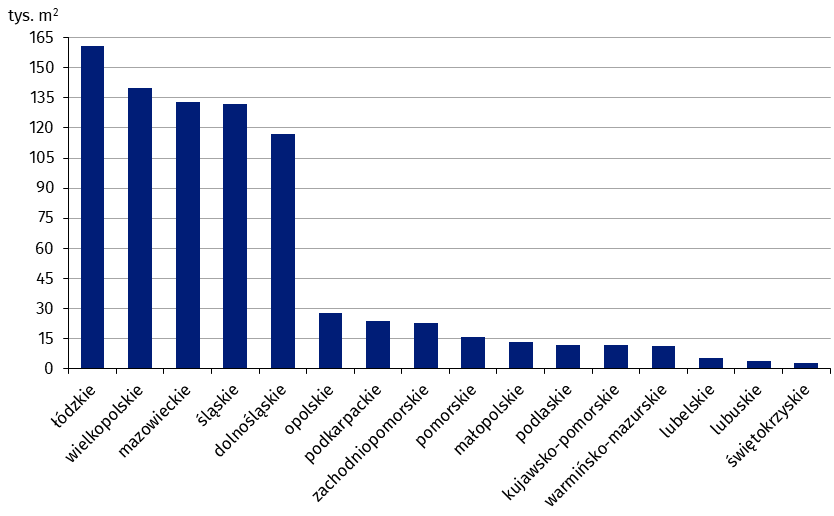 tys. m²
165
150
135
120
105
90
75
60
45
30
15
0
łódzkie
wielkopolskie
mazowieckie
śląskie
dolnośląskie
opolskie
podkarpackie
zachodniopomorskie
pomorskie
małopolskie
podlaskie
kujawsko-pomorskie
warmińsko-mazurskie
lubelskie
lubuskie
świętokrzyskie